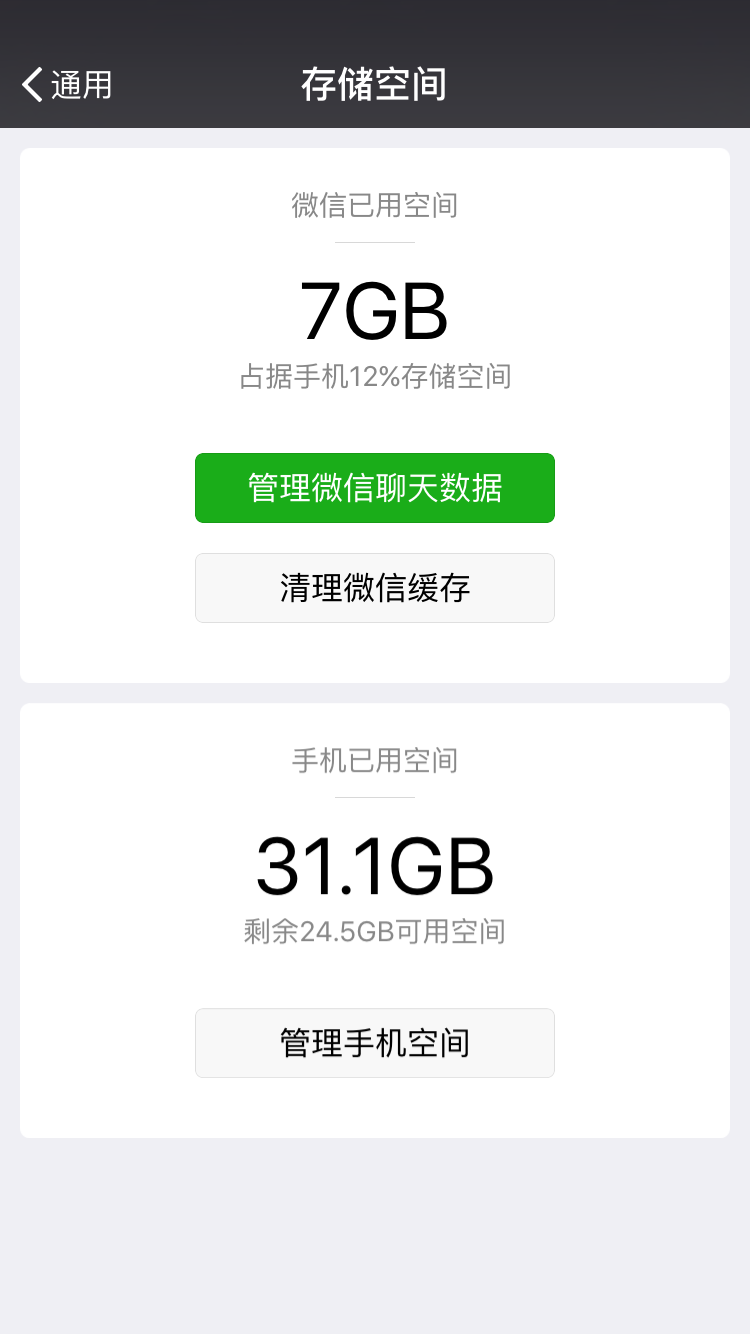 通用
存储空间
微信已用空间
7GB
占据手机12%存储空间
管理微信聊天数据
清理微信缓存
手机已用空间
31.1GB
剩余24.5GB可用空间
管理手机空间